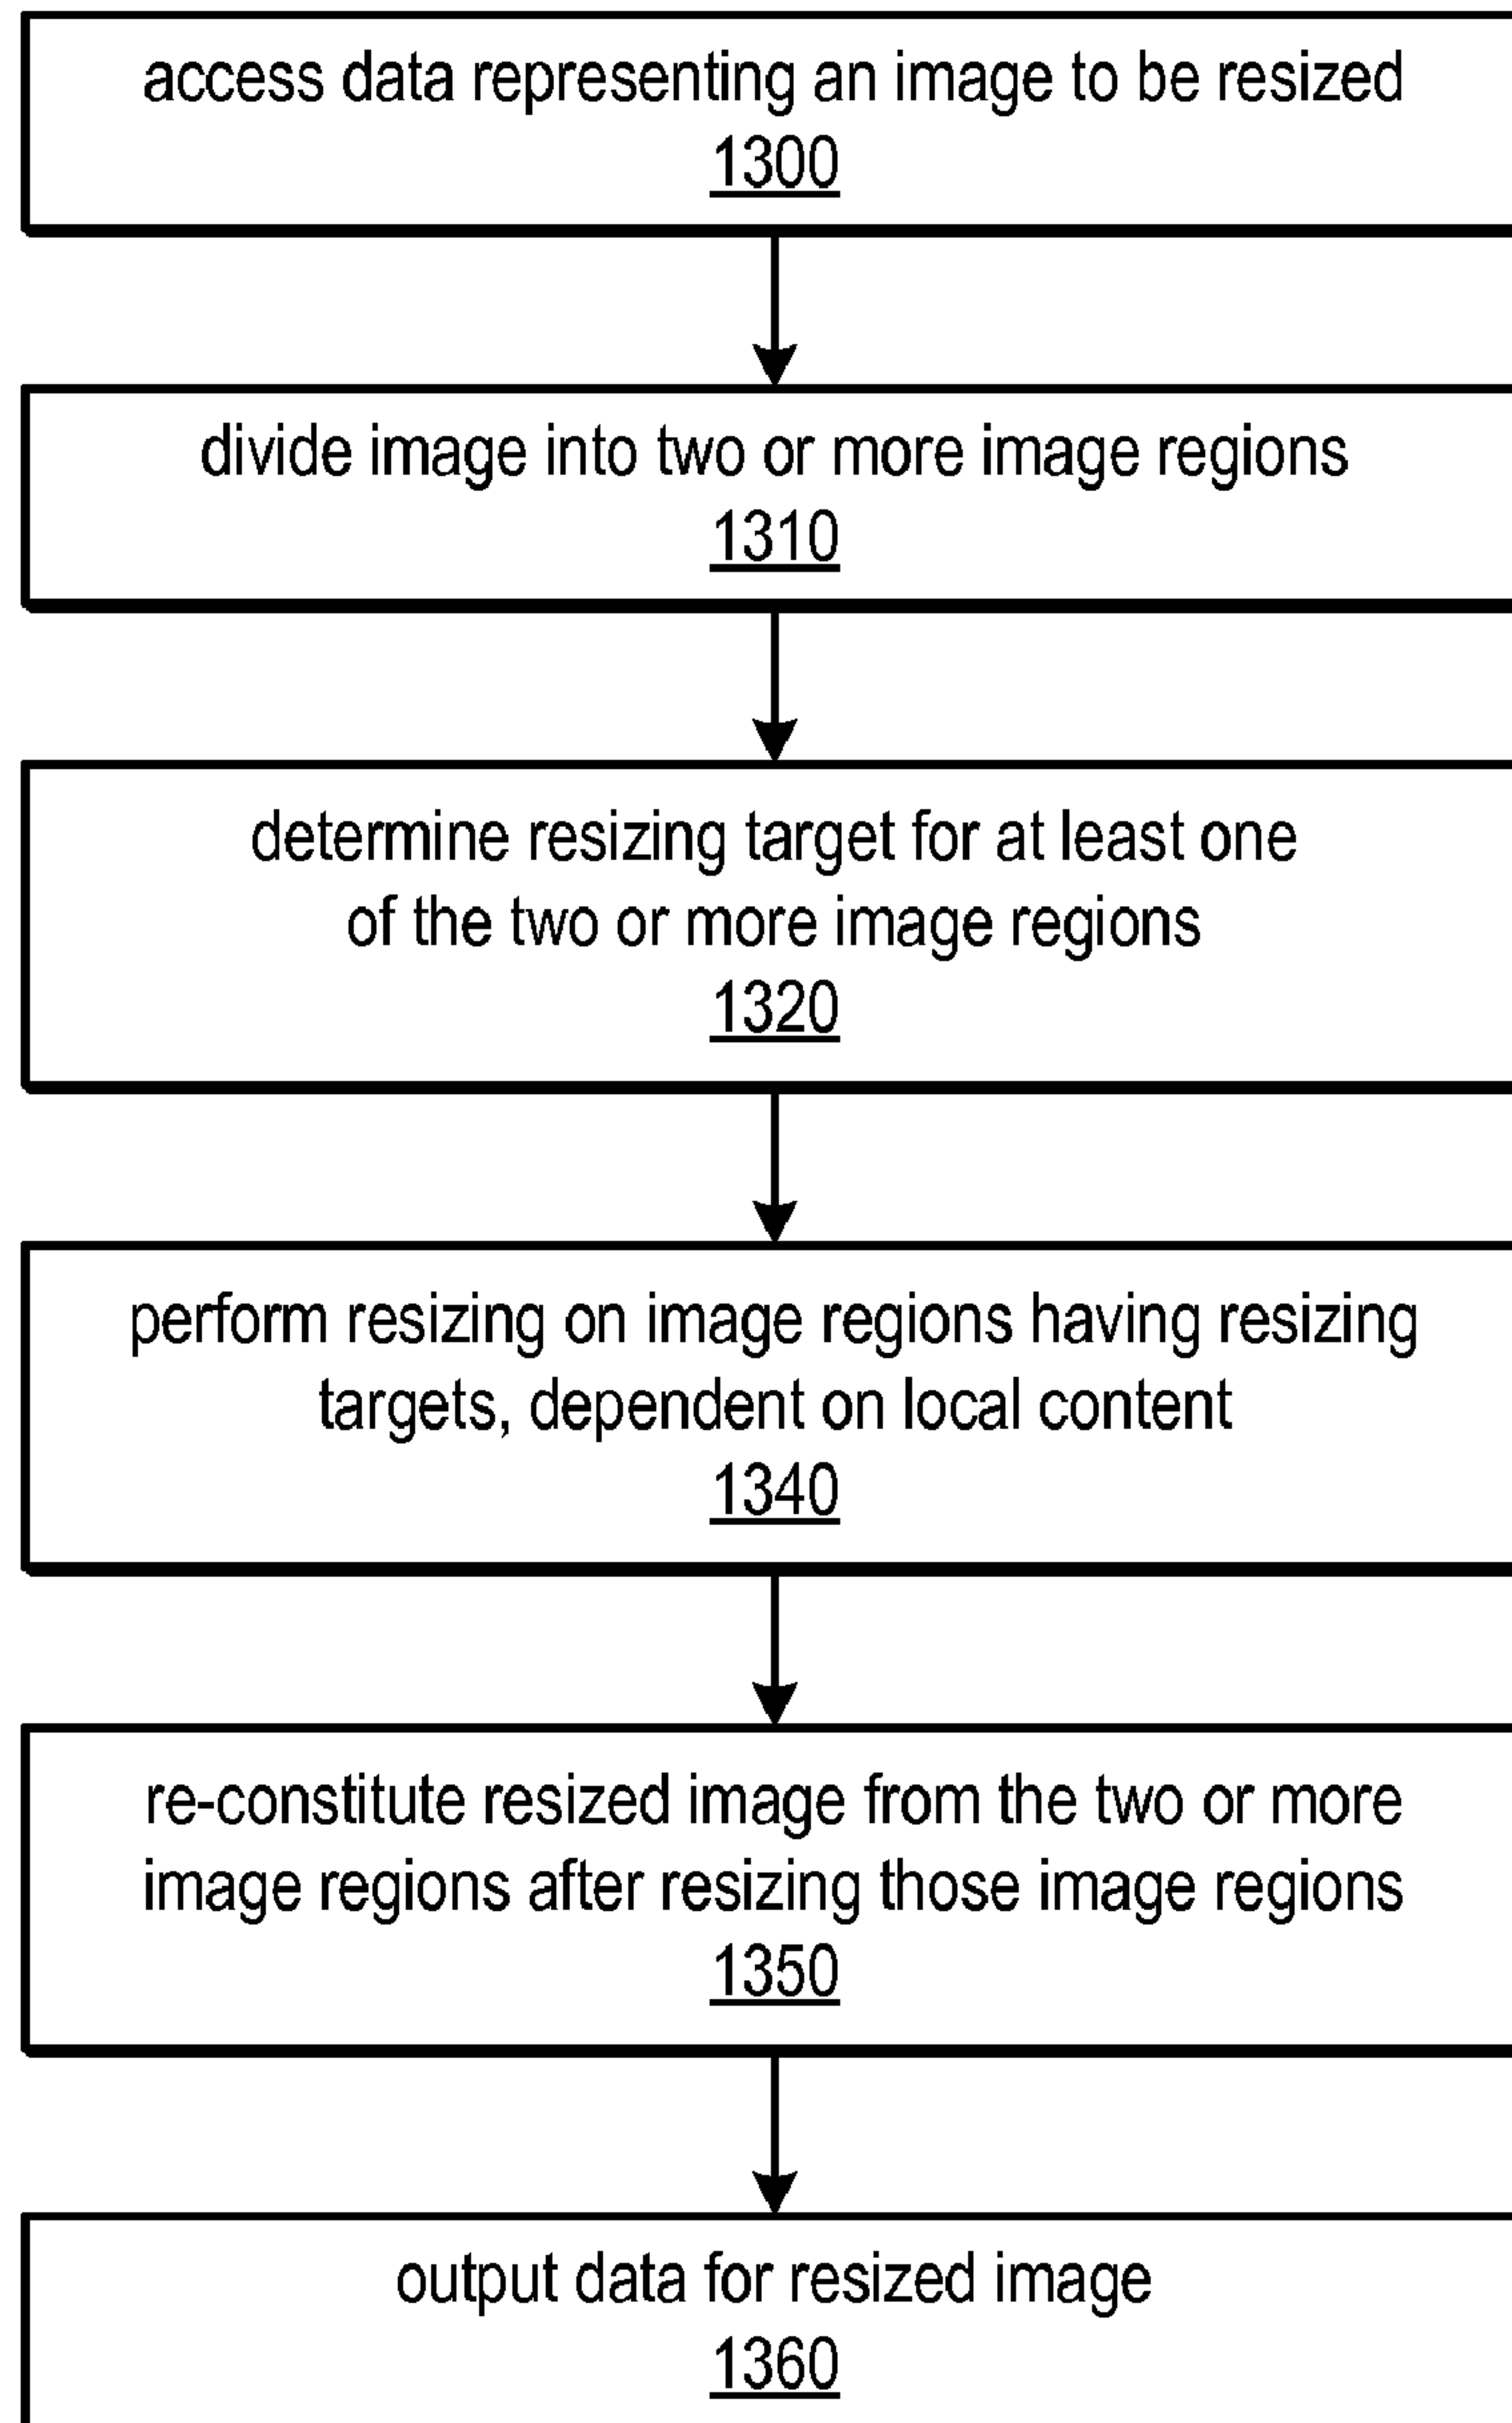 access data representing an image to be resized
1300
divide image into two or more image regions
1310
determine resizing target for at least one
of the two or more image regions
1320
perform resizing on image regions having resizing
targets, dependent on local content
1340
re-constitute resized image from the two or more
image regions after resizing those image regions
1350
output data for resized image
1360